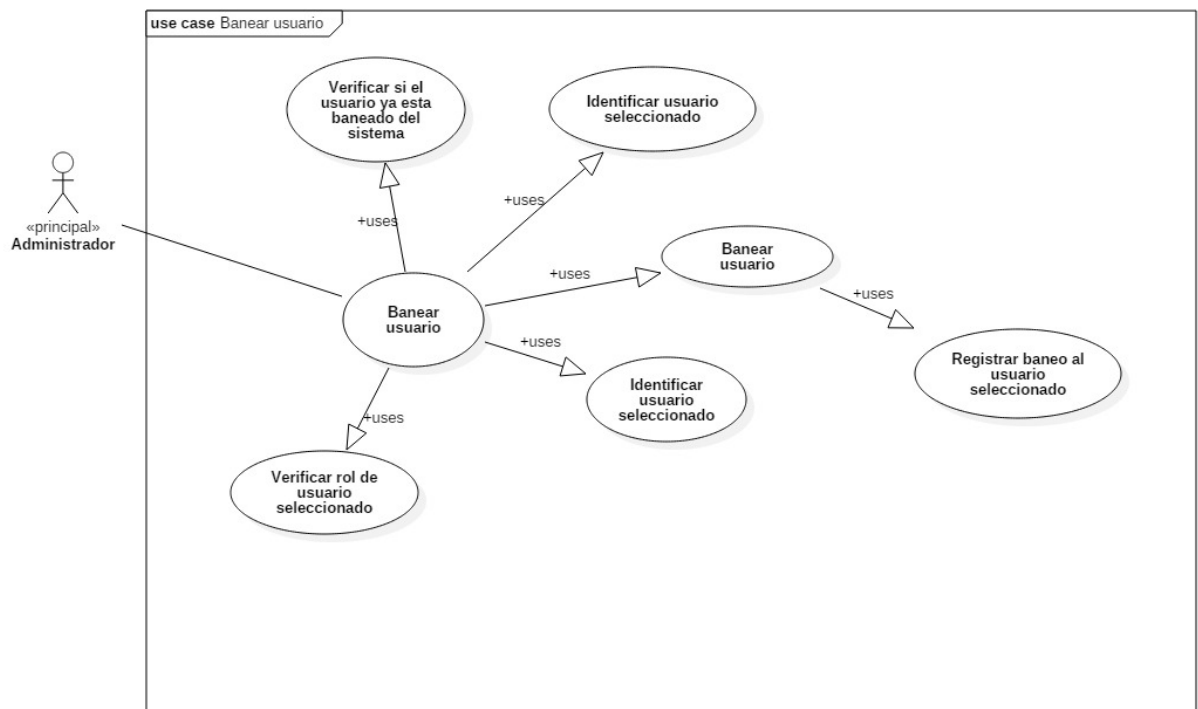 use case Banear usuario
Verificar si el
usuario ya esta
baneado del
sistema
Identificar usuario
seleccionado
«principal»
Administrador
+uses
+uses
Banear
usuario
+uses
+uses
Banear
usuario
+uses
Registrar baneo al
usuario
seleccionado
Identificar
usuario
seleccionado
+uses
Verificar rol de
usuario
seleccionado